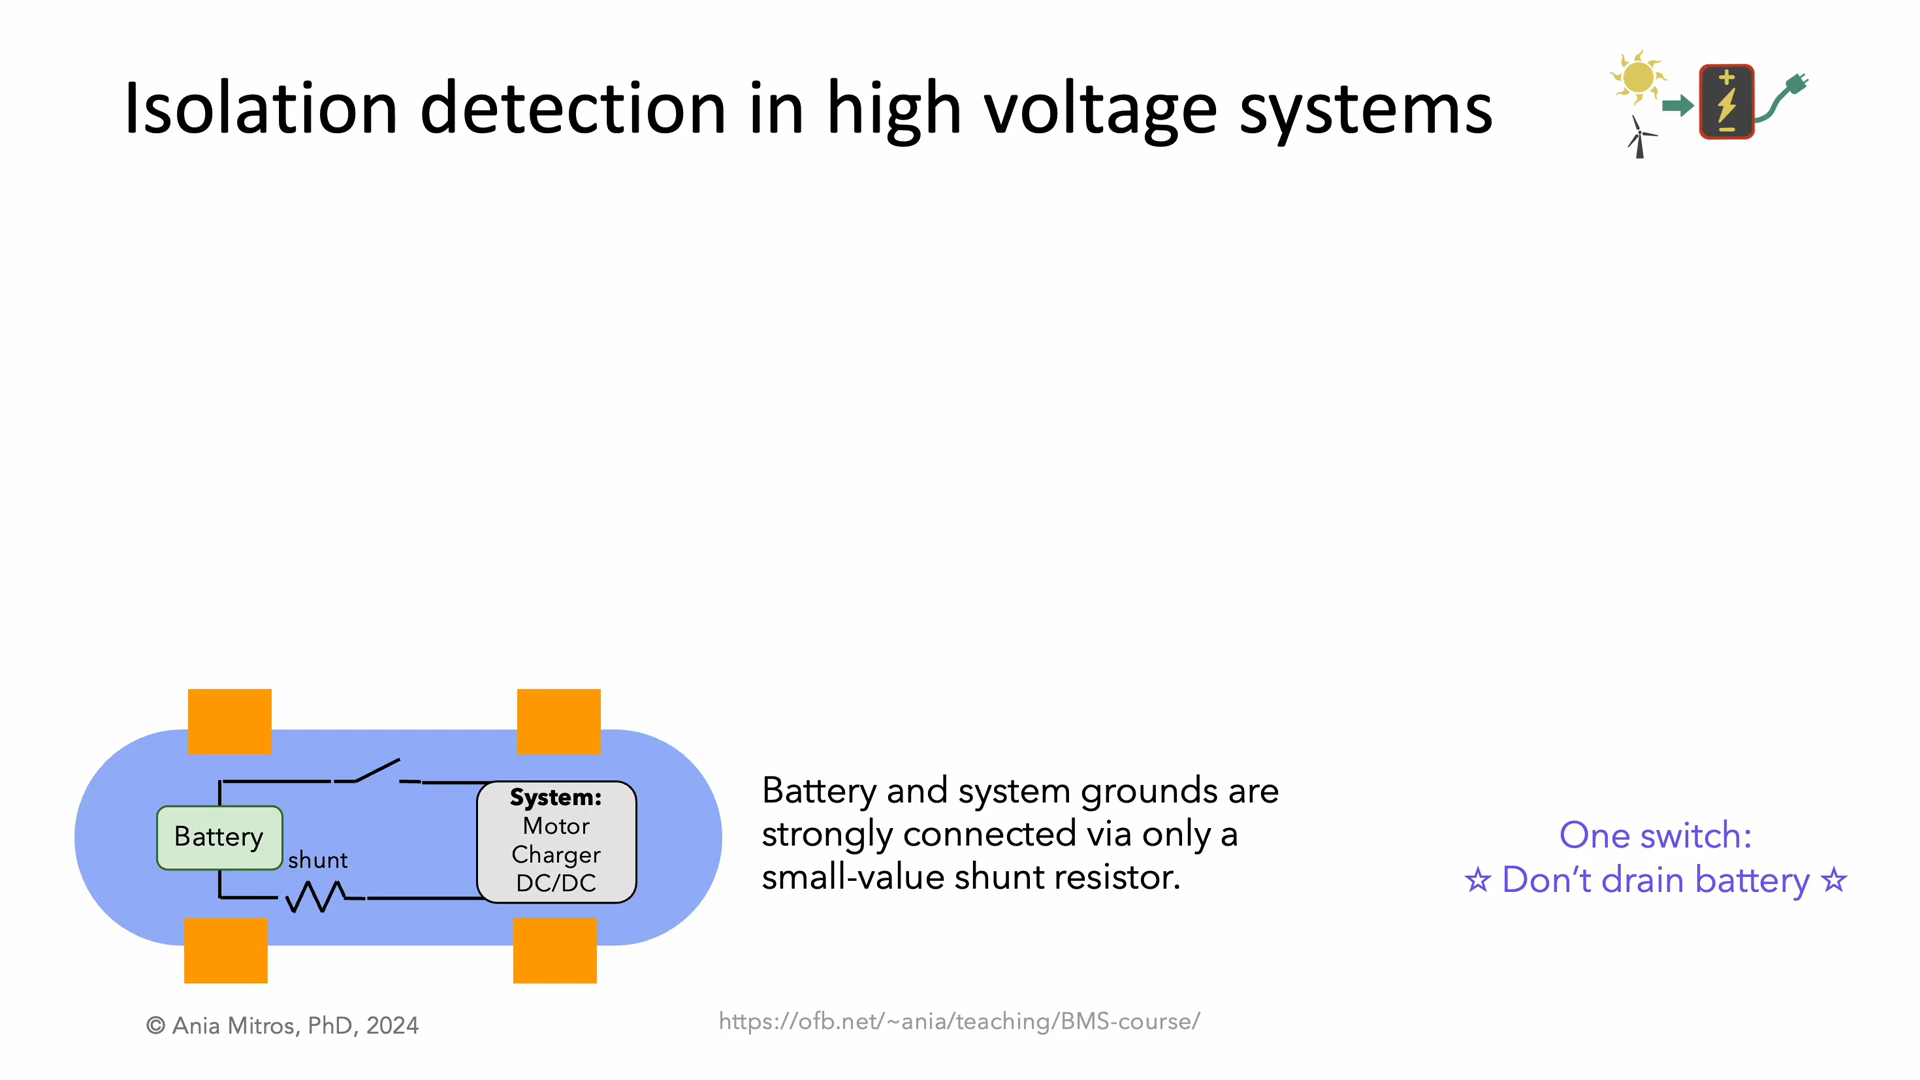 Isolation detection in high voltage systems
Battery
shunt
System:
Motor
Charger
DC/DC
Battery and system grounds are
strongly connected via only a
small-value shunt resistor.
One switch:
☆ Don’t drain battery ☆
© Ania Mitros, PhD, 2024
https://ofb.net/~ania/teaching/BMS-course/